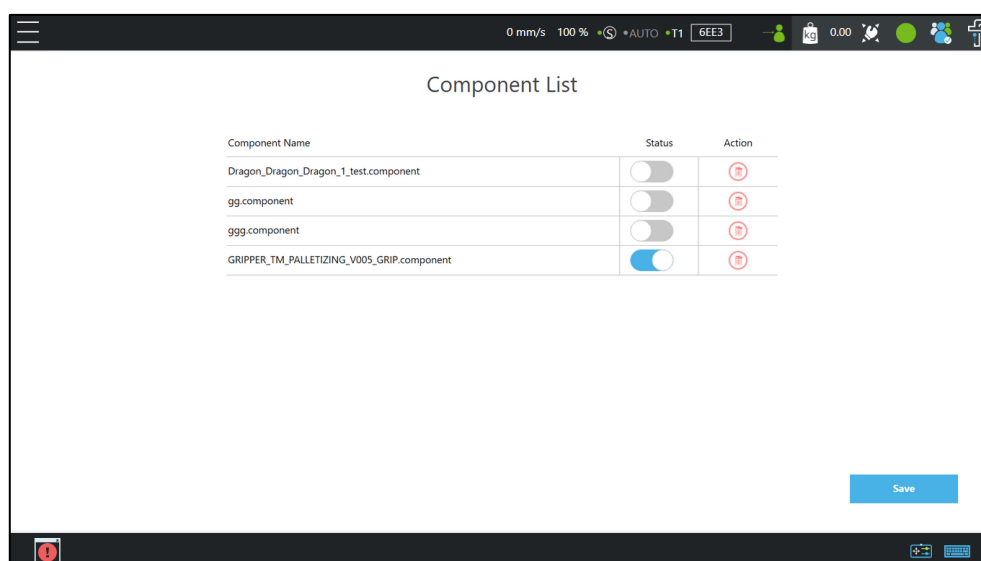 0 mm/s 100 % S AUTO T1 6EE3 kg 0.00
Component List
Component Name Status Action
Dragon_Dragon_Dragon_1_test.component
gg.component
ggg.component
GRIPPER_TM_PALLETIZING_V005_GRIP.component
Save